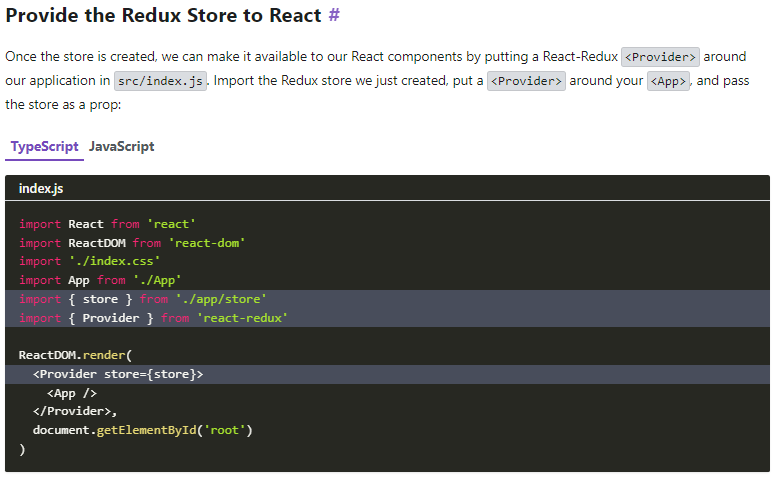 Provide the Redux Store to React #
Once the store is created, we can make it available to our React components by putting a React-Redux <Provider> around
our application in src/index.js. Import the Redux store we just created, put a <Provider> around your <App>, and pass
the store as a prop:
TypeScript JavaScript
index.js
import React from 'react'
import ReactDOM from 'react-dom'
import './index.css'
import App from './App'
import { store } from './app/store'
import { Provider } from 'react-redux'
ReactDOM.render(
  <Provider store={store}>
    <App />
  </Provider>,
  document.getElementById('root')
)